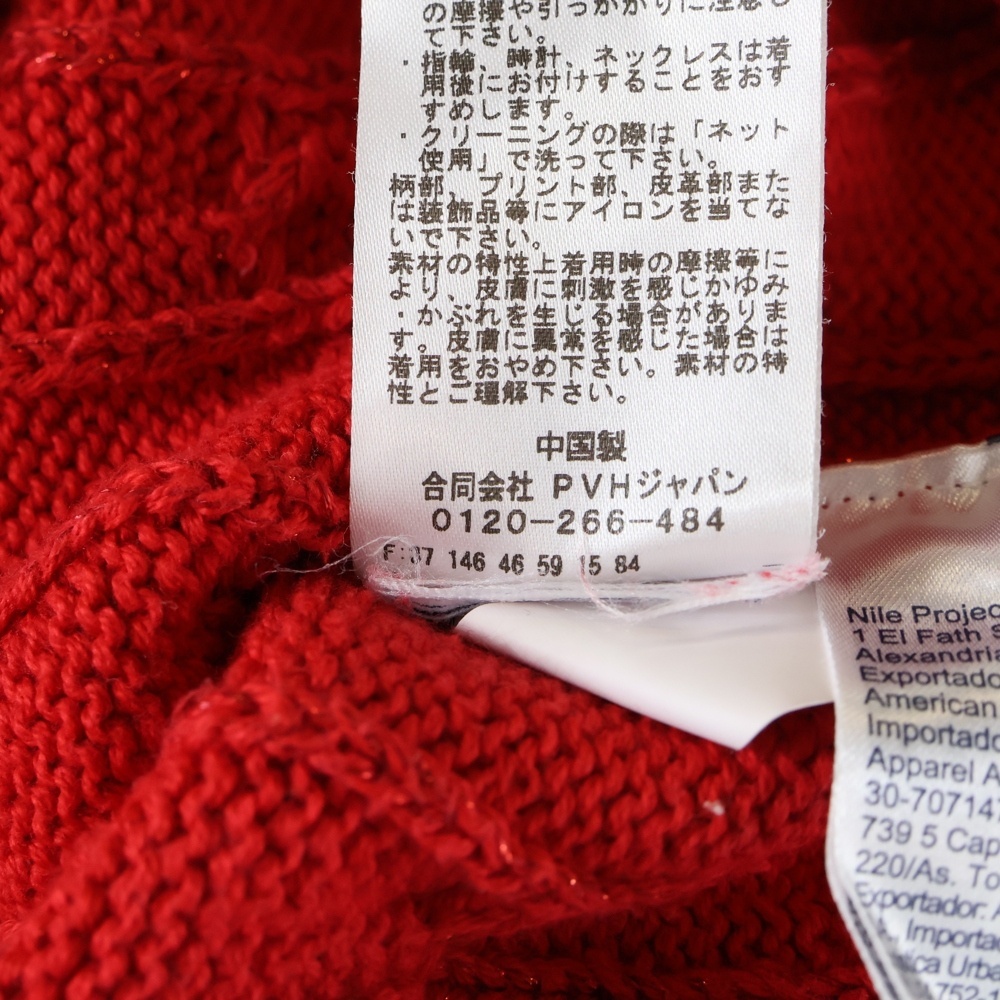 の摩擦や引っかかりに注意し
て下さい。
・指輪、時計、ネックレスは着
用後にお付けすることをおす
すめします。
・クリーニングの際は「ネット
使用」で洗って下さい。
柄部、プリント部、皮革部また
は装飾品等にアイロンを当てな
いで下さい。
素材の特性上着用時の摩擦等に
より、皮膚に刺激を感じかゆみ
・かぶれを生じる場合がありま
す。皮膚に異常を感じた場合は
着用をおやめ下さい。素材の特
性とご理解下さい。
中国製
合同会社 PVHジャパン
0120-266-484
F:37 146 46 59 15 84
Nile Projec
1 El Fath S
Alexandria
Exportado
American
Importado
Apparel A
30-70714
739 5 Cap
220/As. To
Exportador: A
Importa
ica Urba
1752-1